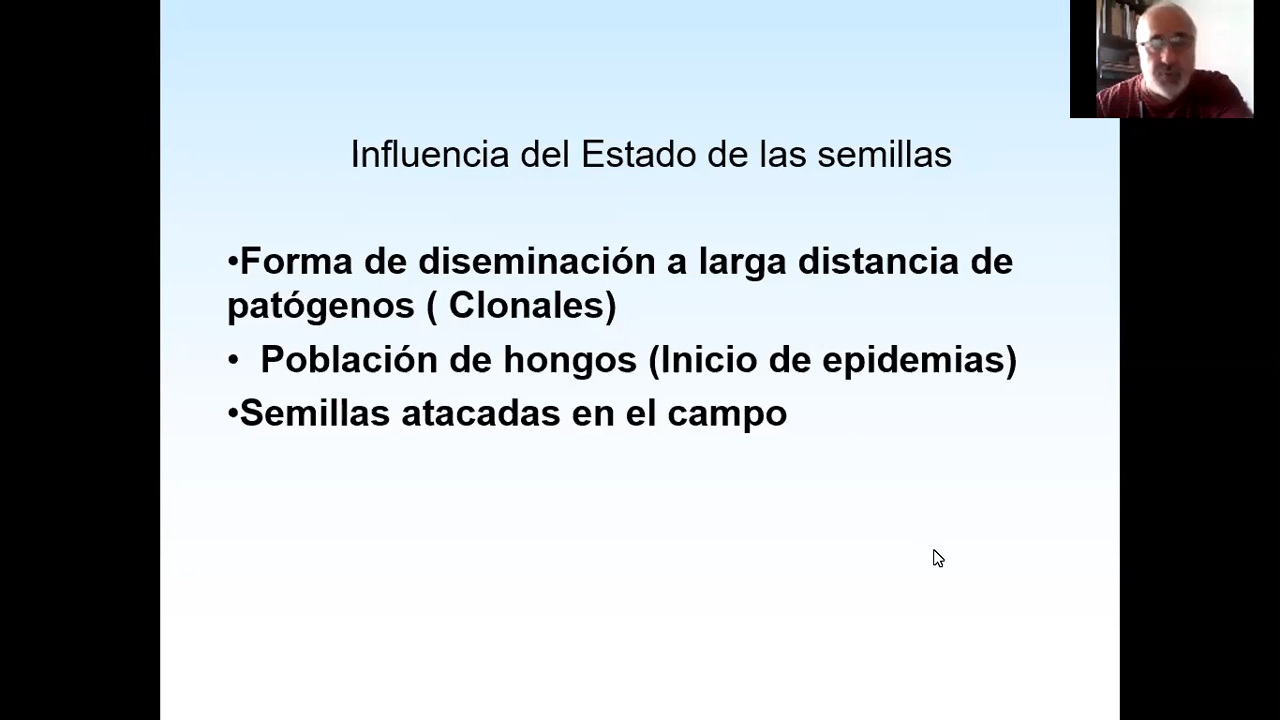 Influencia del Estado de las semillas
•Forma de diseminación a larga distancia de
patógenos ( Clonales)
• Población de hongos (Inicio de epidemias)
•Semillas atacadas en el campo